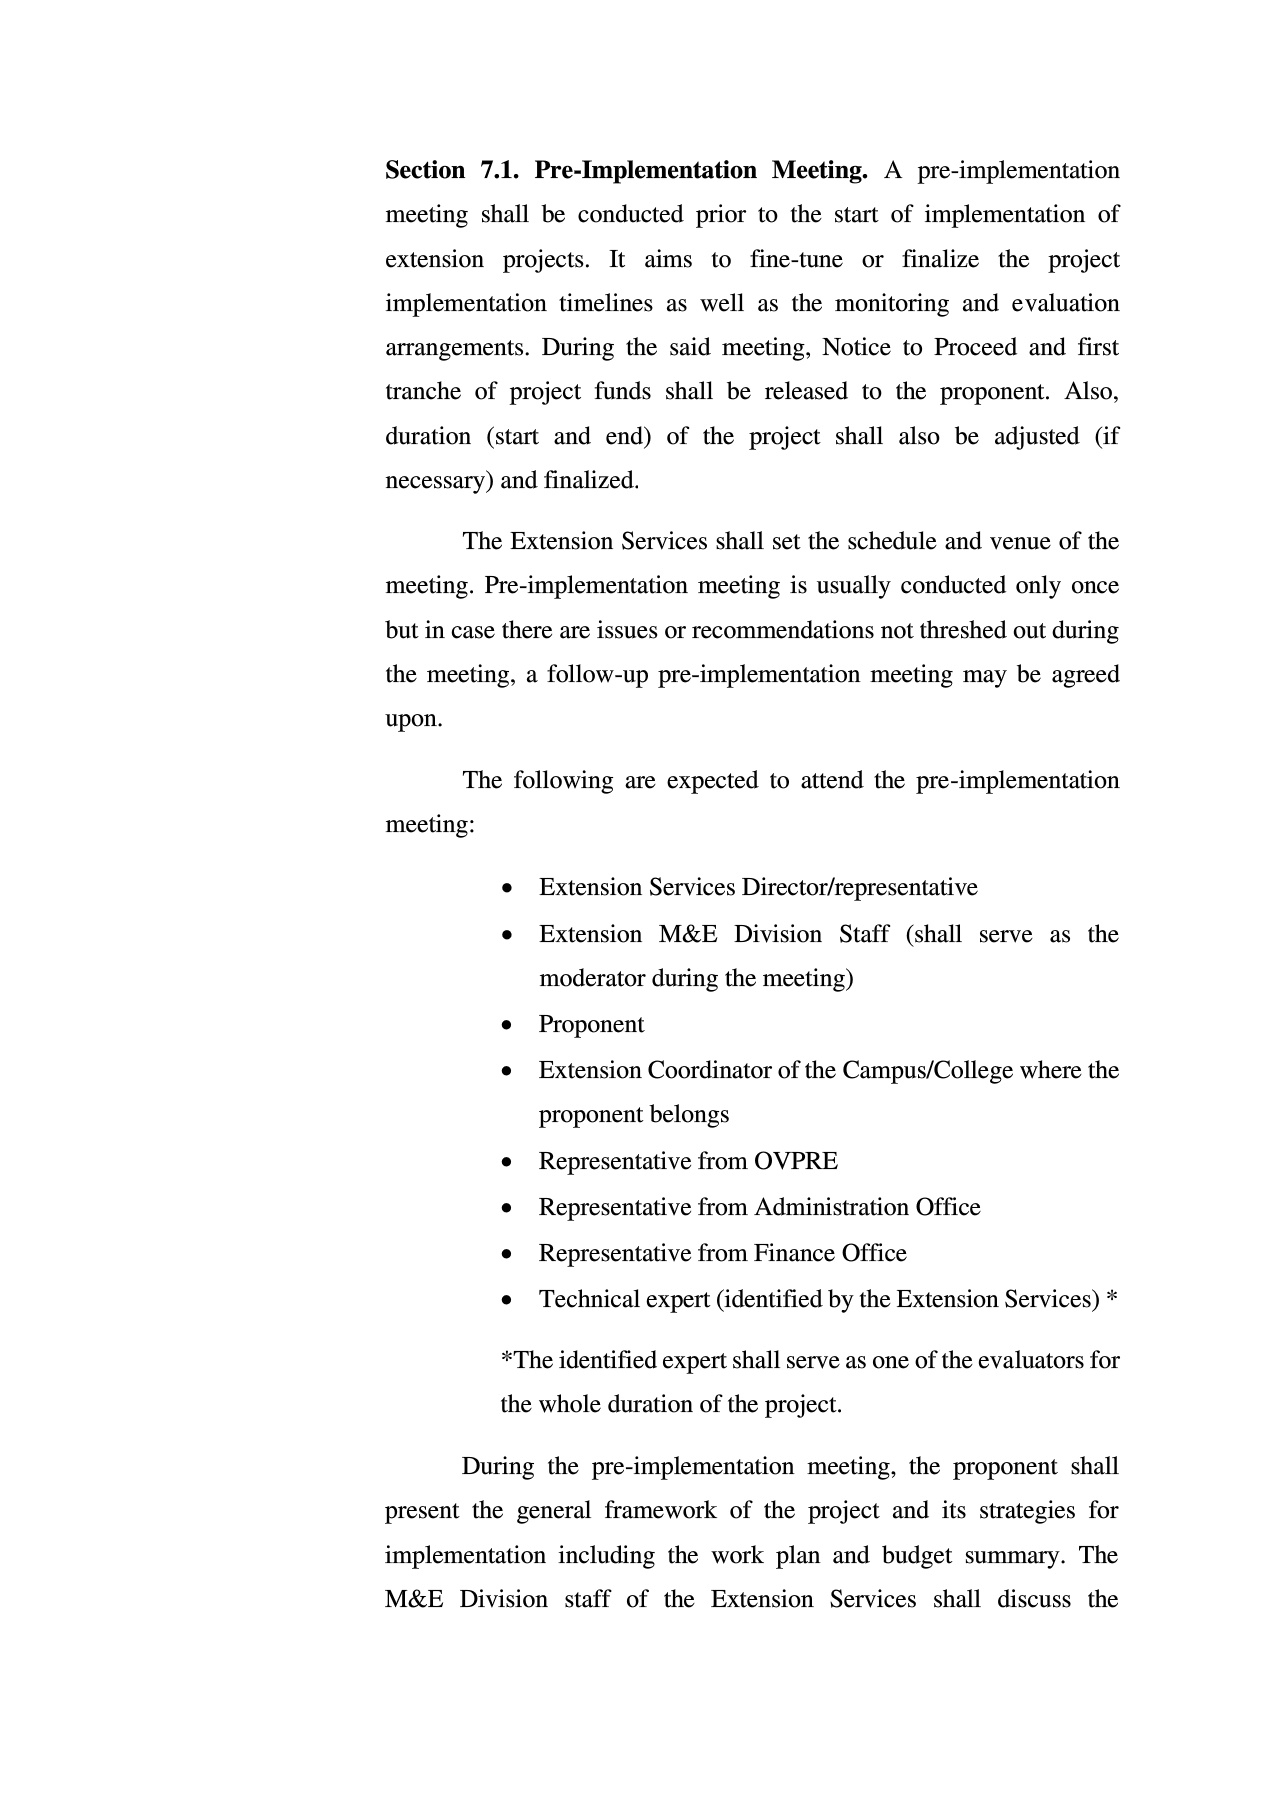 Section 7.1. Pre-Implementation Meeting. A pre-implementation
meeting shall be conducted prior to the start of implementation of
extension projects. It aims to fine-tune or finalize the project
implementation timelines as well as the monitoring and evaluation
arrangements. During the said meeting, Notice to Proceed and first
tranche of project funds shall be released to the proponent. Also,
duration (start and end) of the project shall also be adjusted (if
necessary) and finalized.
The Extension Services shall set the schedule and venue of the
meeting. Pre-implementation meeting is usually conducted only once
but in case there are issues or recommendations not threshed out during
the meeting, a follow-up pre-implementation meeting may be agreed
upon.
The following are expected to attend the pre-implementation
meeting:
• Extension Services Director/representative
• Extension M&E Division Staff (shall serve as the
moderator during the meeting)
• Proponent
• Extension Coordinator of the Campus/College where the
proponent belongs
• Representative from OVPRE
• Representative from Administration Office
• Representative from Finance Office
• Technical expert (identified by the Extension Services) *
*The identified expert shall serve as one of the evaluators for
the whole duration of the project.
During the pre-implementation meeting, the proponent shall
present the general framework of the project and its strategies for
implementation including the work plan and budget summary. The
M&E Division staff of the Extension Services shall discuss the